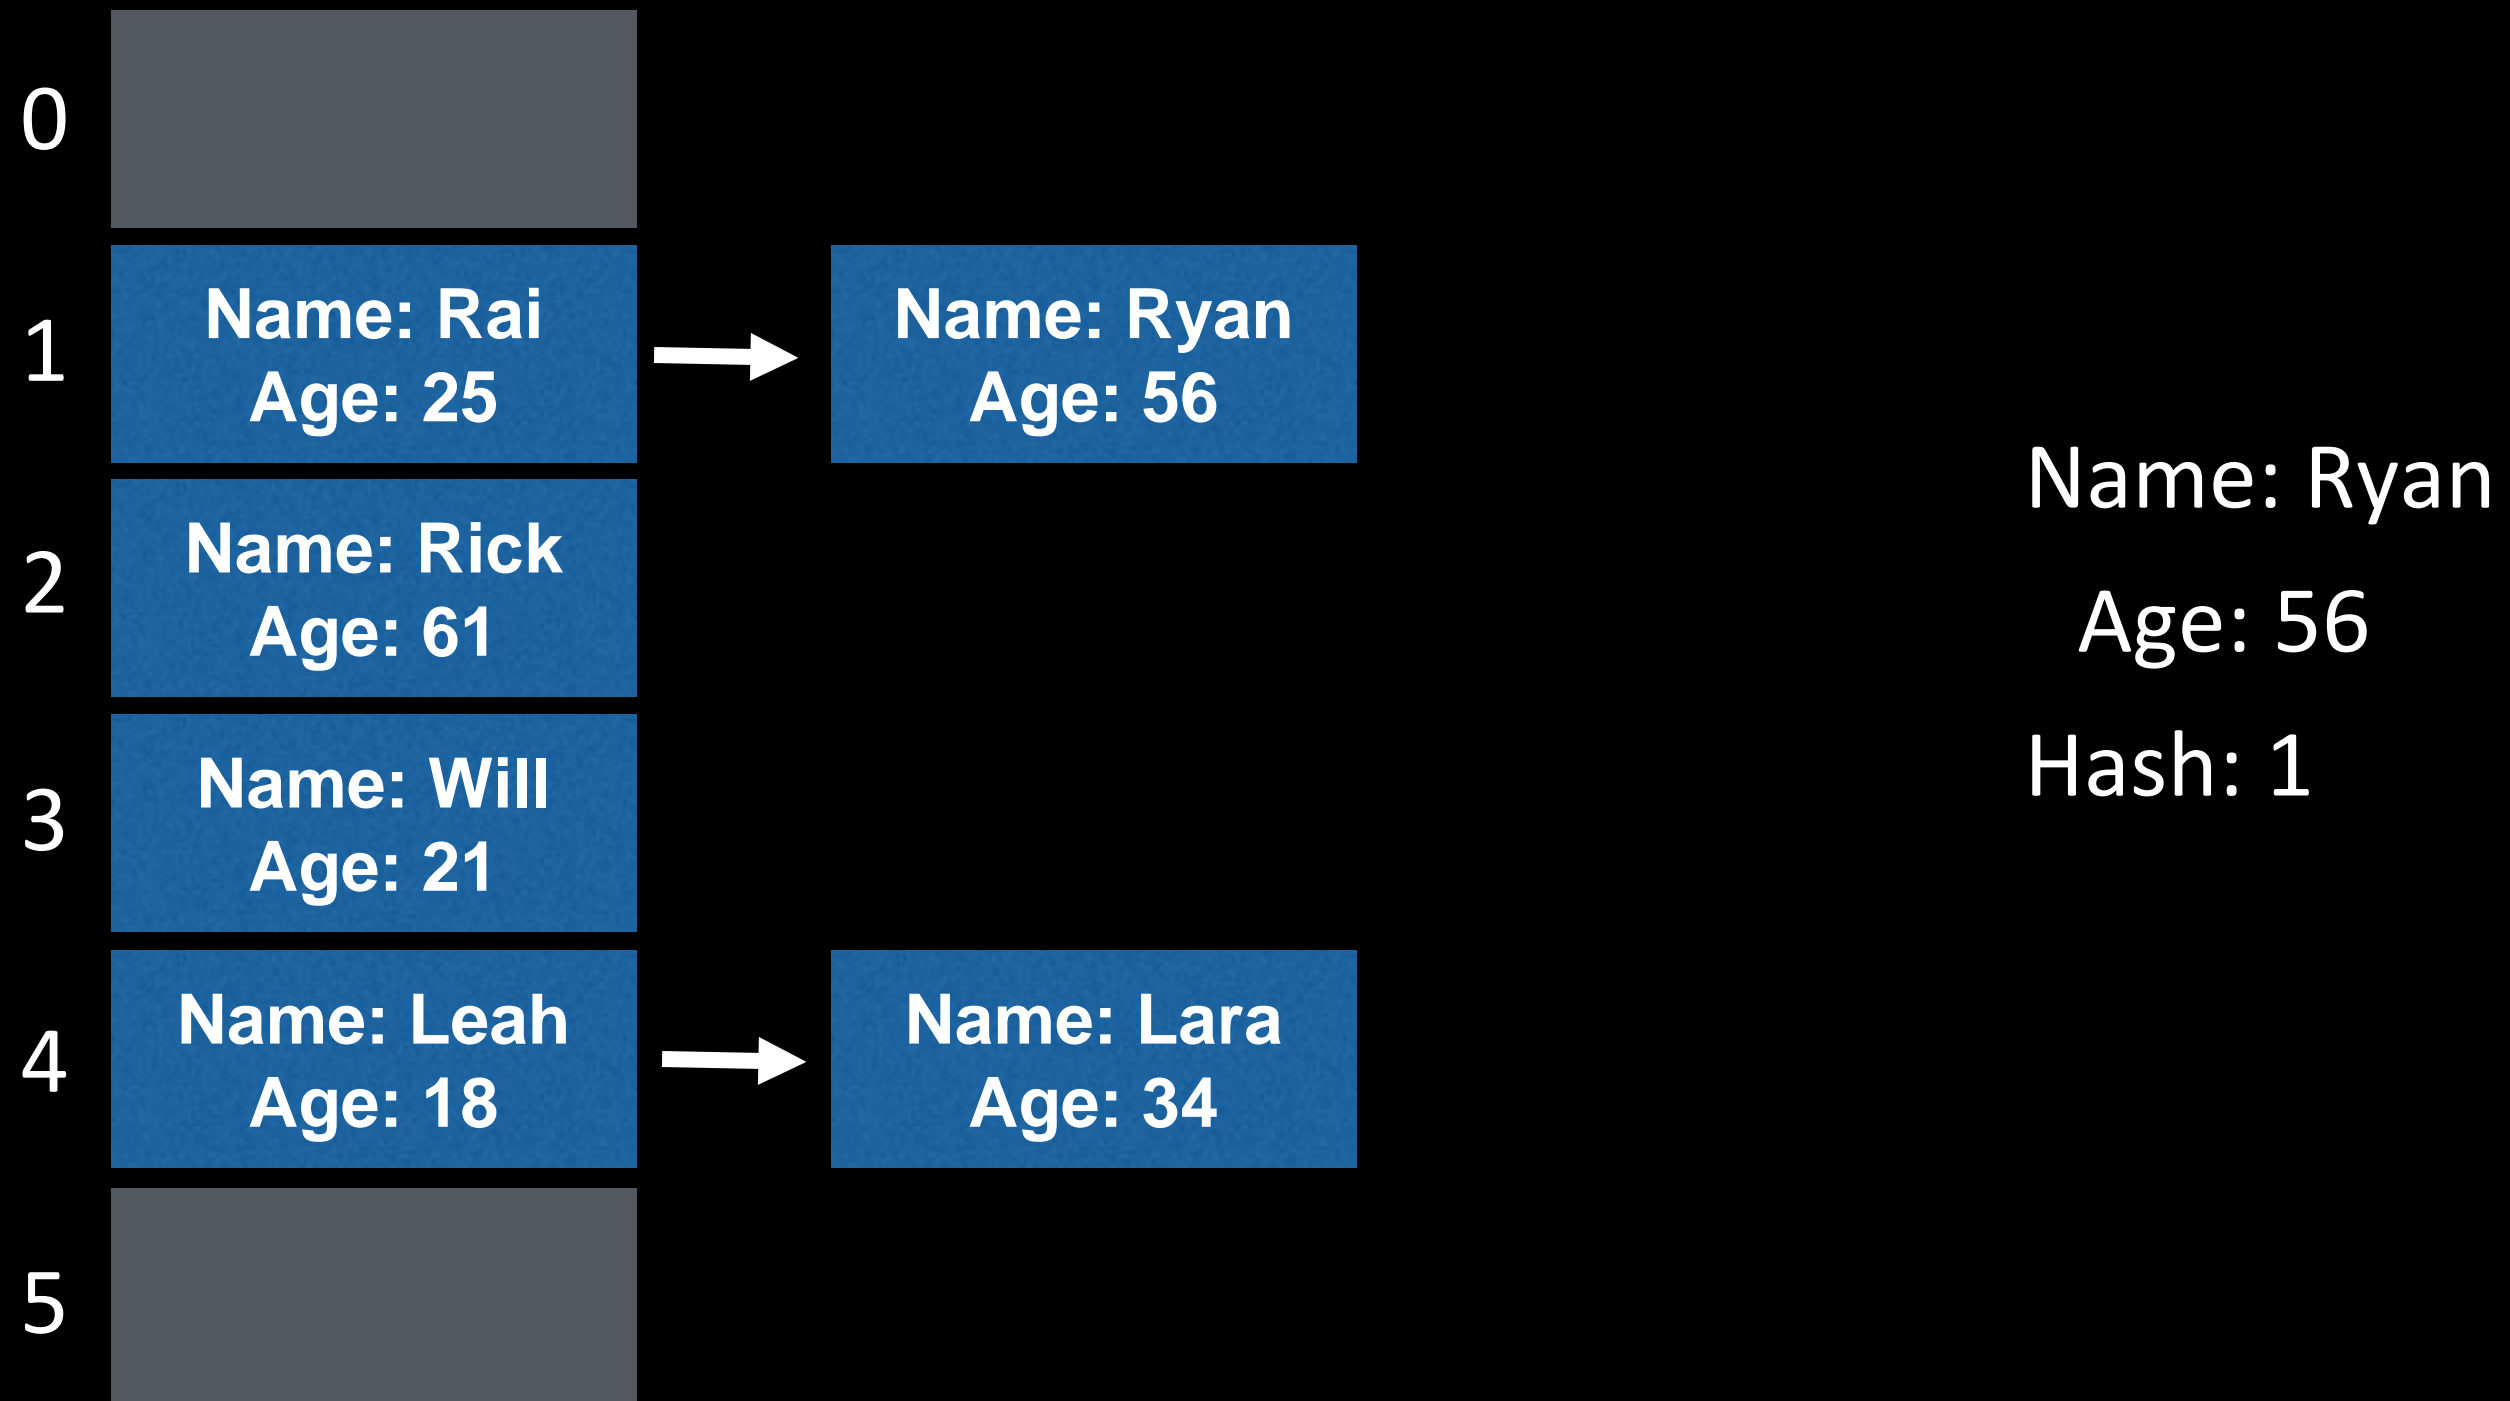 0
1
Name: Rai
Age: 25
Name: Ryan
Age: 56
2
Name: Rick
Age: 61
3
Name: Will
Age: 21
4
Name: Leah
Age: 18
Name: Lara
Age: 34
5
Name: Ryan
Age: 56
Hash: 1